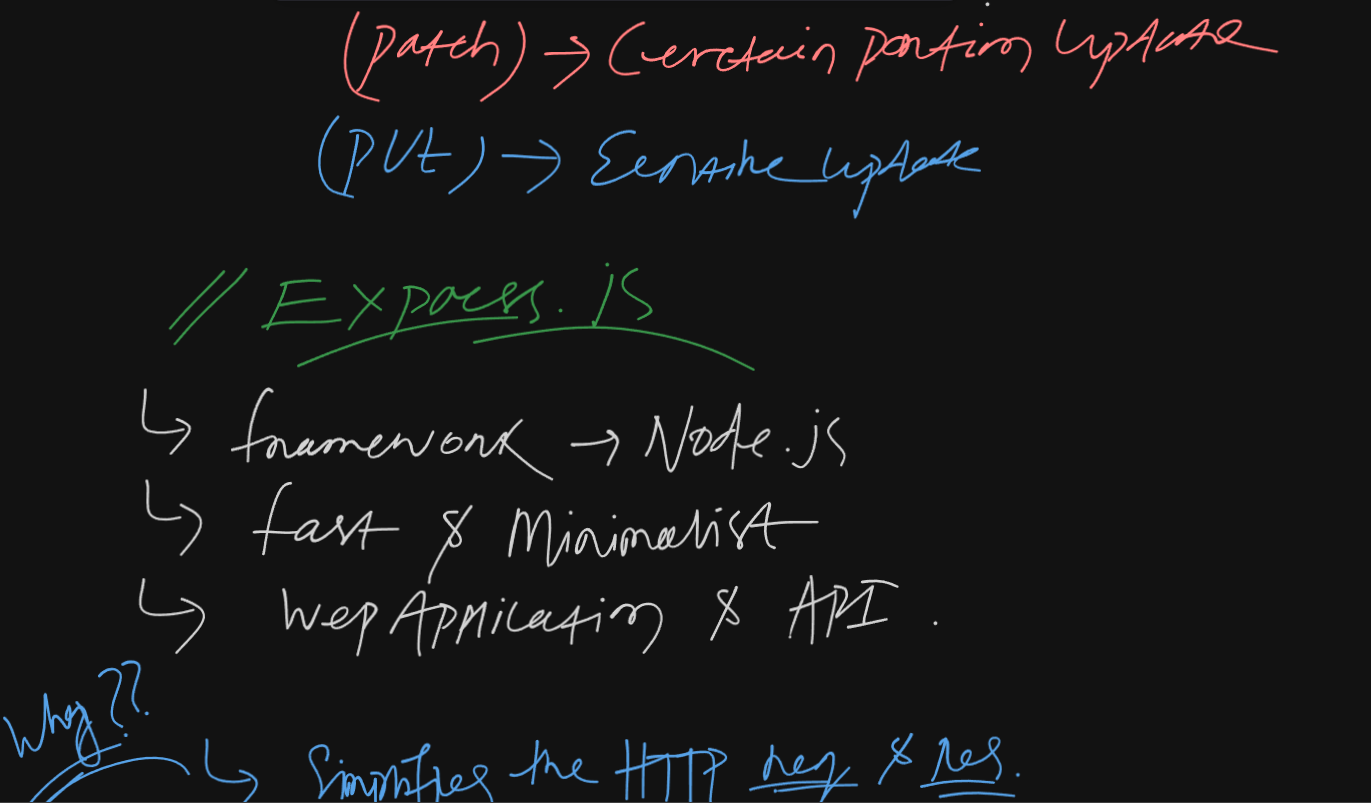 (patch) → Certain portion update
(PUT) → Entire update
// Express.js
↳ framework → Node.js
↳ fast & Minimalist
↳ Web Application & API.
Why??
↳ Simplifies the HTTP req & res.